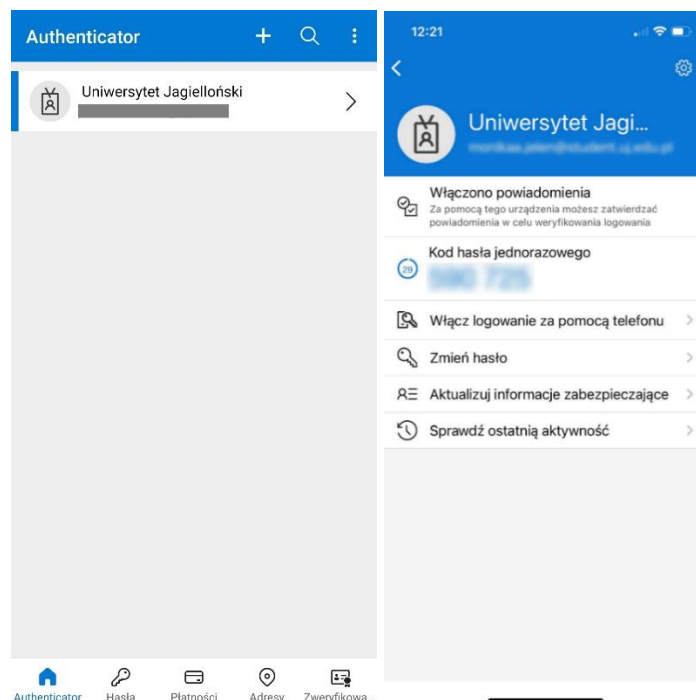 Authenticator
Uniwersytet Jagielloński
Authenticator
Hasła
Płatności
Adresy
Zweryfikowa...
12:21
Uniwersytet Jagi...
Włączono powiadomienia
Za pomocą tego urządzenia możesz zatwierdzać
powiadomienia w celu weryfikowania logowania
Kod hasła jednorazowego
29
Włącz logowanie za pomocą telefonu
Zmień hasło
Aktualizuj informacje zabezpieczające
Sprawdź ostatnią aktywność